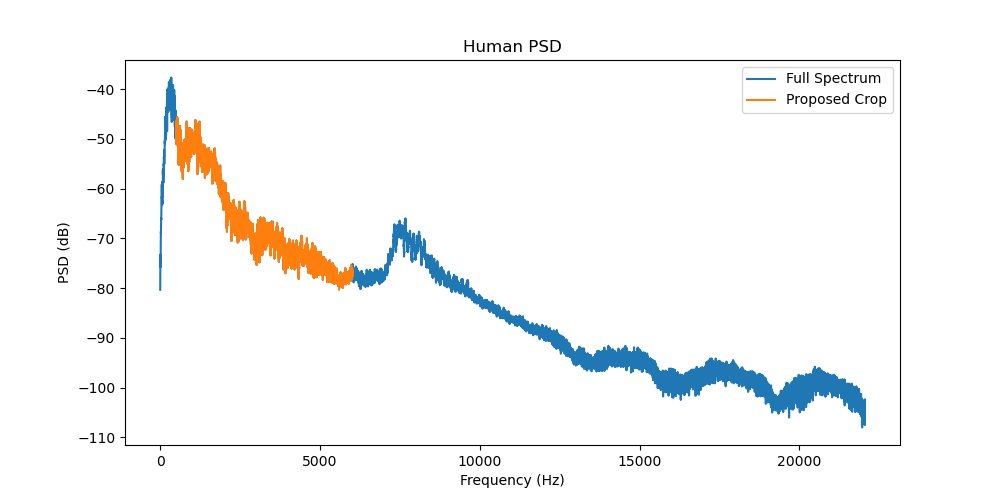 Human PSD
Full Spectrum
Proposed Crop
PSD (dB)
−40
−50
−60
−70
−80
−90
−100
−110
0 5000 10000 15000 20000
Frequency (Hz)